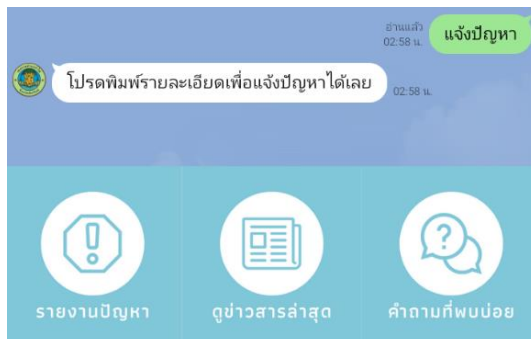 อ่านแล้ว
02:58 น.
แจ้งปัญหา
โปรดพิมพ์รายละเอียดเพื่อแจ้งปัญหาได้เลย
02:58 น.
รายงานปัญหา
ดูข่าวสารล่าสุด
คำถามที่พบบ่อย